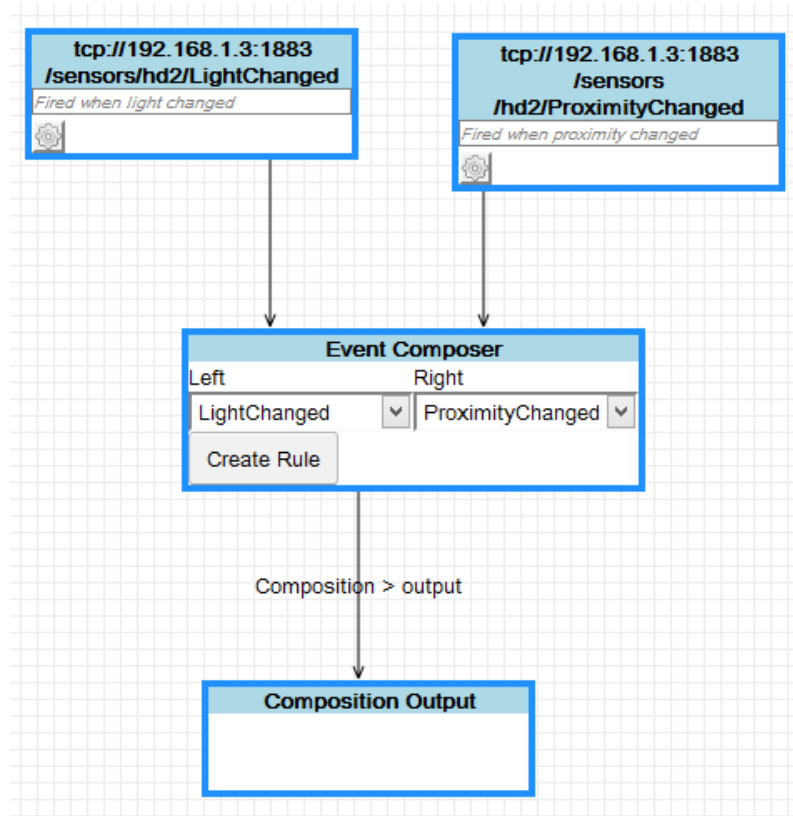 tcp://192.168.1.3:1883
/sensors/hd2/LightChanged
Fired when light changed
tcp://192.168.1.3:1883
/sensors
/hd2/ProximityChanged
Fired when proximity changed
Event Composer
Left Right
LightChanged ProximityChanged
Create Rule
Composition > output
Composition Output